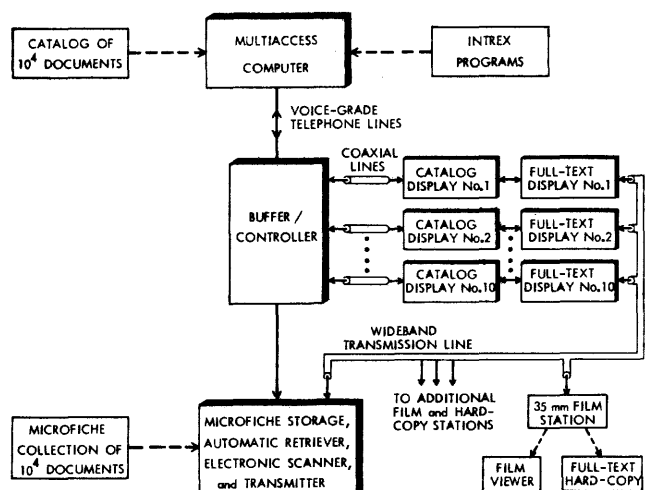 CATALOG OF
10⁴ DOCUMENTS
MULTIACCESS
COMPUTER
INTREX
PROGRAMS
VOICE-GRADE
TELEPHONE LINES
COAXIAL
LINES
BUFFER /
CONTROLLER
CATALOG
DISPLAY No.1
FULL-TEXT
DISPLAY No.1
CATALOG
DISPLAY No.2
FULL-TEXT
DISPLAY No.2
CATALOG
DISPLAY No.10
FULL-TEXT
DISPLAY No.10
WIDEBAND
TRANSMISSION LINE
TO ADDITIONAL
FILM and HARD-
COPY STATIONS
35 mm FILM
STATION
MICROFICHE
COLLECTION OF
10⁴ DOCUMENTS
MICROFICHE STORAGE,
AUTOMATIC RETRIEVER,
ELECTRONIC SCANNER,
and TRANSMITTER
FILM
VIEWER
FULL-TEXT
HARD-COPY